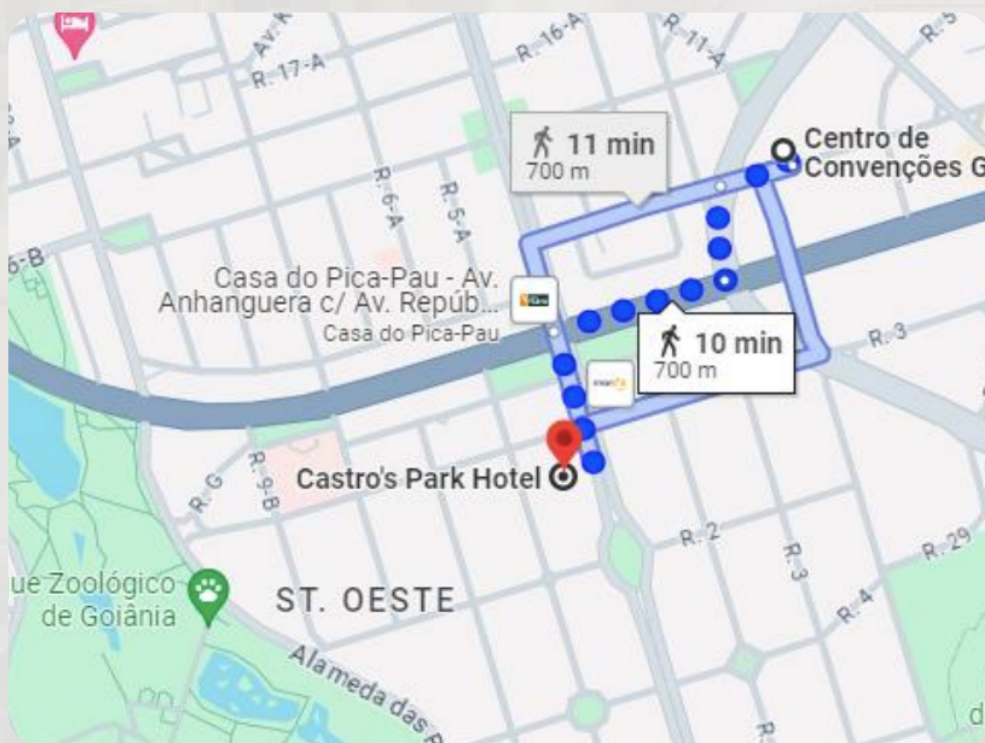 R. 17-A
R. 16-A
R. 11-A
11 min
700 m
Centro de
Convenções G
R. 6-A
R. 5-A
6-B
Casa do Pica-Pau - Av.
Anhanguera c/ Av. Repúb...
Casa do Pica-Pau
10 min
700 m
R. 3
Castro's Park Hotel
R. G
R. 9-B
R. 2
R. 3
R. 29
R. 4
ue Zoológico
de Goiânia
ST. OESTE
Alameda das
R.